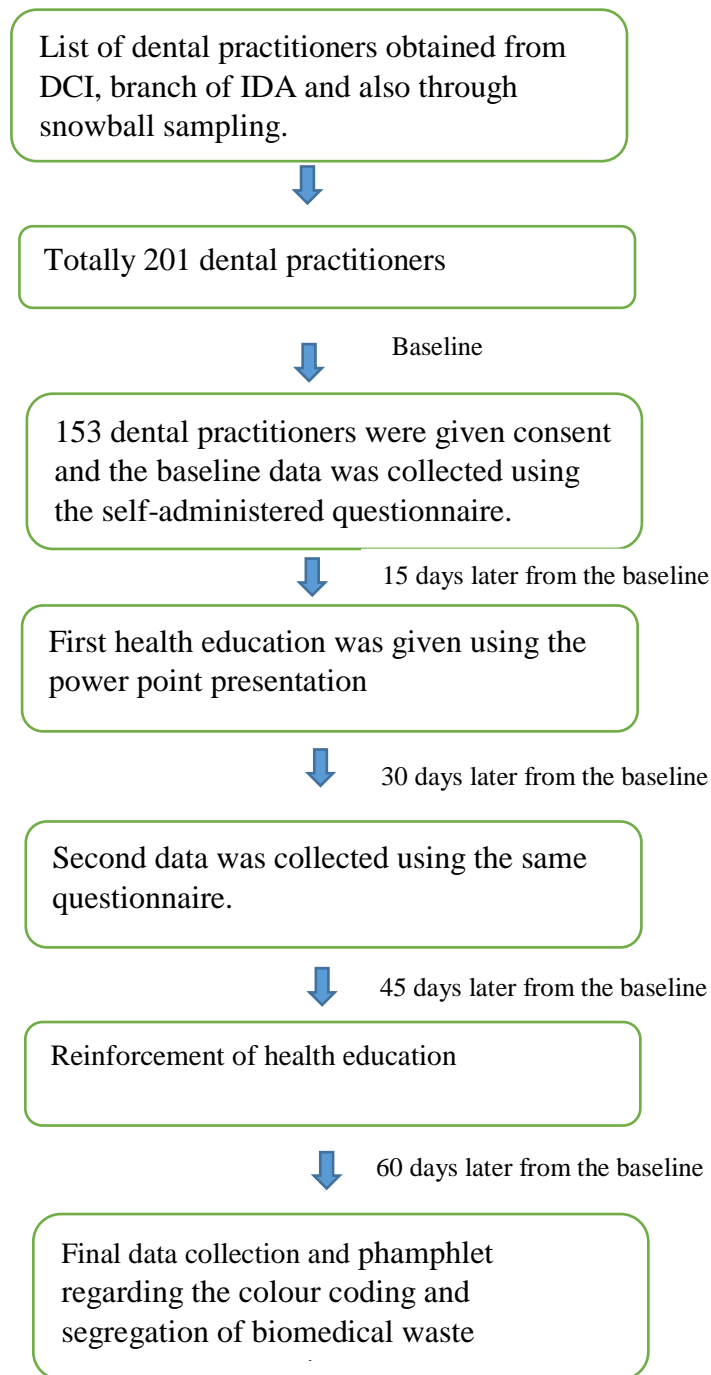 List of dental practitioners obtained from
DCI, branch of IDA and also through
snowball sampling.
Totally 201 dental practitioners
Baseline
153 dental practitioners were given consent
and the baseline data was collected using
the self-administered questionnaire.
15 days later from the baseline
First health education was given using the
power point presentation
30 days later from the baseline
Second data was collected using the same
questionnaire.
45 days later from the baseline
Reinforcement of health education
60 days later from the baseline
Final data collection and phamphlet
regarding the colour coding and
segregation of biomedical waste